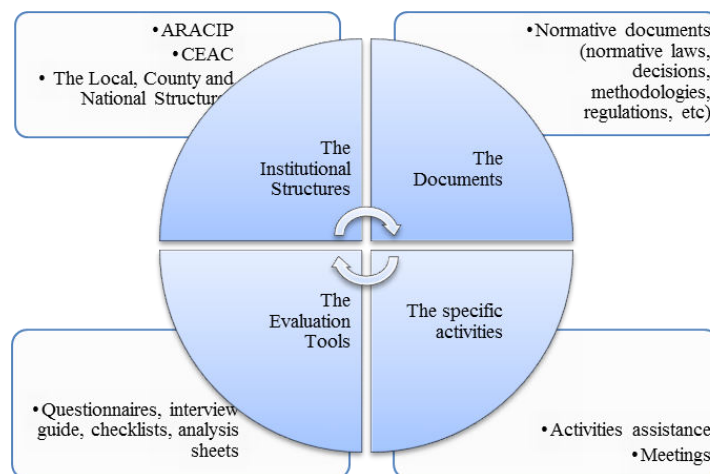 •ARACIP
•CEAC
•The Local, County and
National Structur
•Normative documents
(normative laws,
decisions,
methodologies,
regulations, etc)
The
Institutional
Structures
The
Documents
The
Evaluation
Tools
The specific
activities
•Questionnaires, interview
guide, checklists, analysis
sheets
•Activities assistance
•Meetings